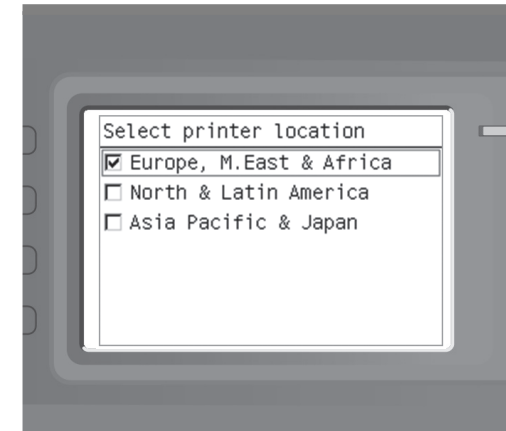 Select printer location
Europe, M.East & Africa
North & Latin America
Asia Pacific & Japan